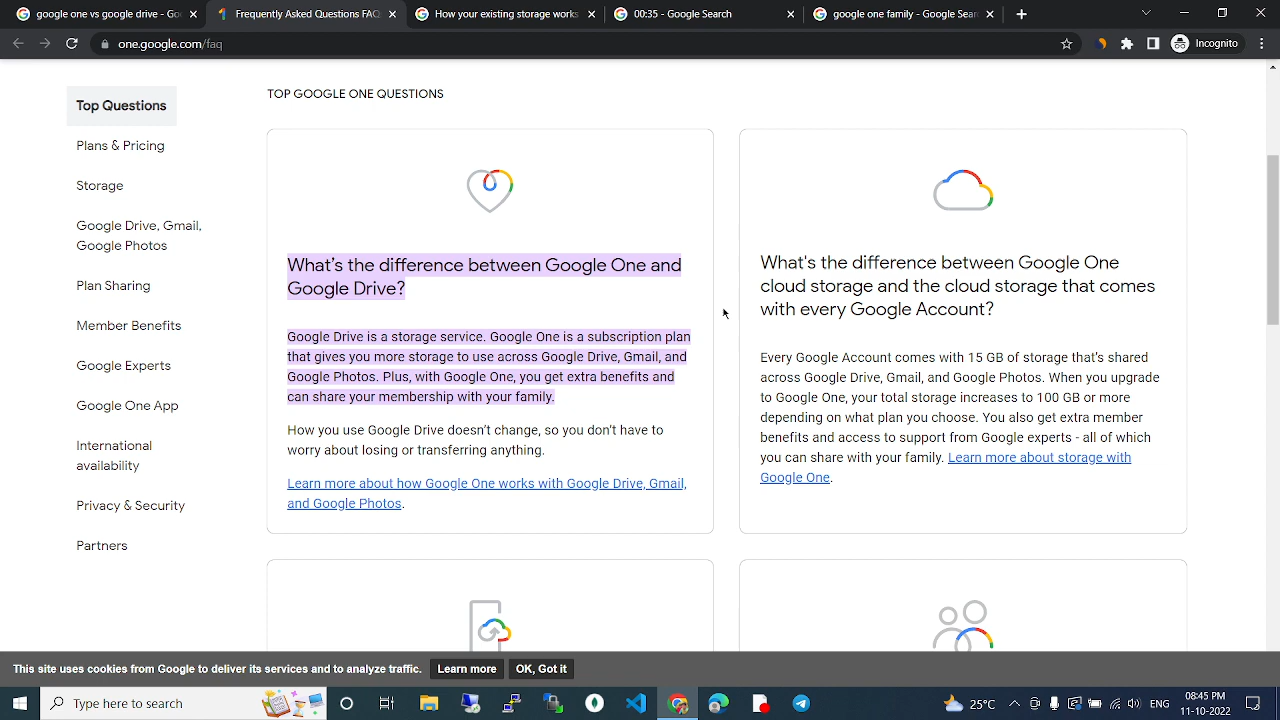 google one vs google drive - Go
Frequently Asked Questions FAQ
How your existing storage works
00:35 - Google Search
google one family - Google Sear
one.google.com/faq
Incognito
Top Questions
Plans & Pricing
Storage
Google Drive, Gmail,
Google Photos
Plan Sharing
Member Benefits
Google Experts
Google One App
International
availability
Privacy & Security
Partners
TOP GOOGLE ONE QUESTIONS
What’s the difference between Google One and
Google Drive?
Google Drive is a storage service. Google One is a subscription plan
that gives you more storage to use across Google Drive, Gmail, and
Google Photos. Plus, with Google One, you get extra benefits and
can share your membership with your family.
How you use Google Drive doesn’t change, so you don’t have to
worry about losing or transferring anything.
Learn more about how Google One works with Google Drive, Gmail,
and Google Photos.
What's the difference between Google One
cloud storage and the cloud storage that comes
with every Google Account?
Every Google Account comes with 15 GB of storage that’s shared
across Google Drive, Gmail, and Google Photos. When you upgrade
to Google One, your total storage increases to 100 GB or more
depending on what plan you choose. You also get extra member
benefits and access to support from Google experts - all of which
you can share with your family. Learn more about storage with
Google One.
This site uses cookies from Google to deliver its services and to analyze traffic.
Learn more
OK, Got it
Type here to search
25°C
ENG
08:45 PM
11-10-2022